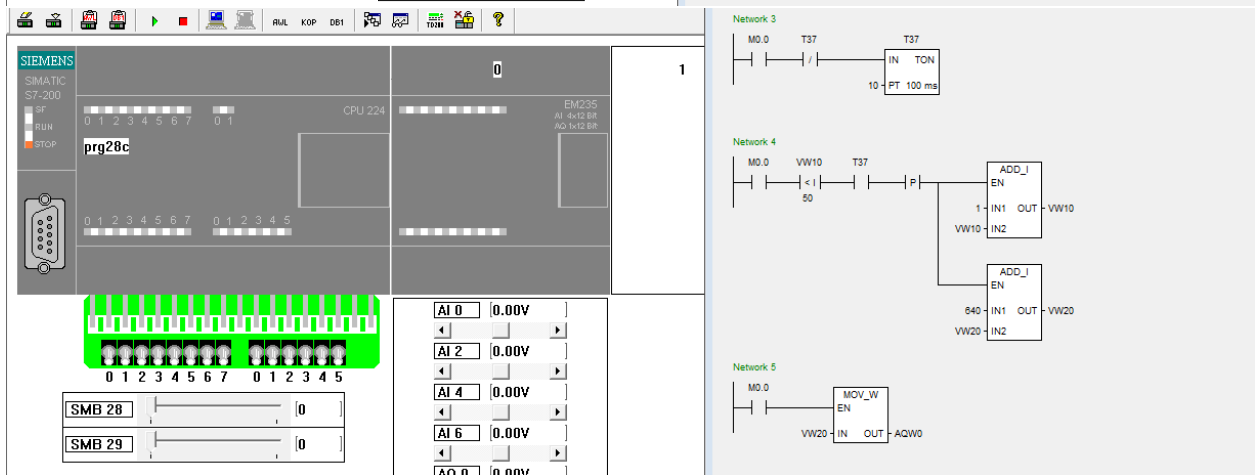 AWL KOP DB1 TD200 ?
SIEMENS
SIMATIC
S7-200
SF
RUN
STOP
0 1 2 3 4 5 6 7 0 1
CPU 224
prg28c
0 1 2 3 4 5 6 7 0 1 2 3 4 5
0
EM235
AI 4x12 Bit
AQ 1x12 Bit
1
0 1 2 3 4 5 6 7 0 1 2 3 4 5
SMB 28 [0 ]
SMB 29 [0 ]
AI 0 [0.00V ]
AI 2 [0.00V ]
AI 4 [0.00V ]
AI 6 [0.00V ]
AQ 0 [0.00V ]
Network 3
M0.0 T37 T37
/ IN TON
10 PT 100 ms
Network 4
M0.0 VW10 T37
< I P
50
ADD_I
EN
1 IN1 OUT VW10
VW10 IN2
ADD_I
EN
640 IN1 OUT VW20
VW20 IN2
Network 5
M0.0
MOV_W
EN
VW20 IN OUT AQW0